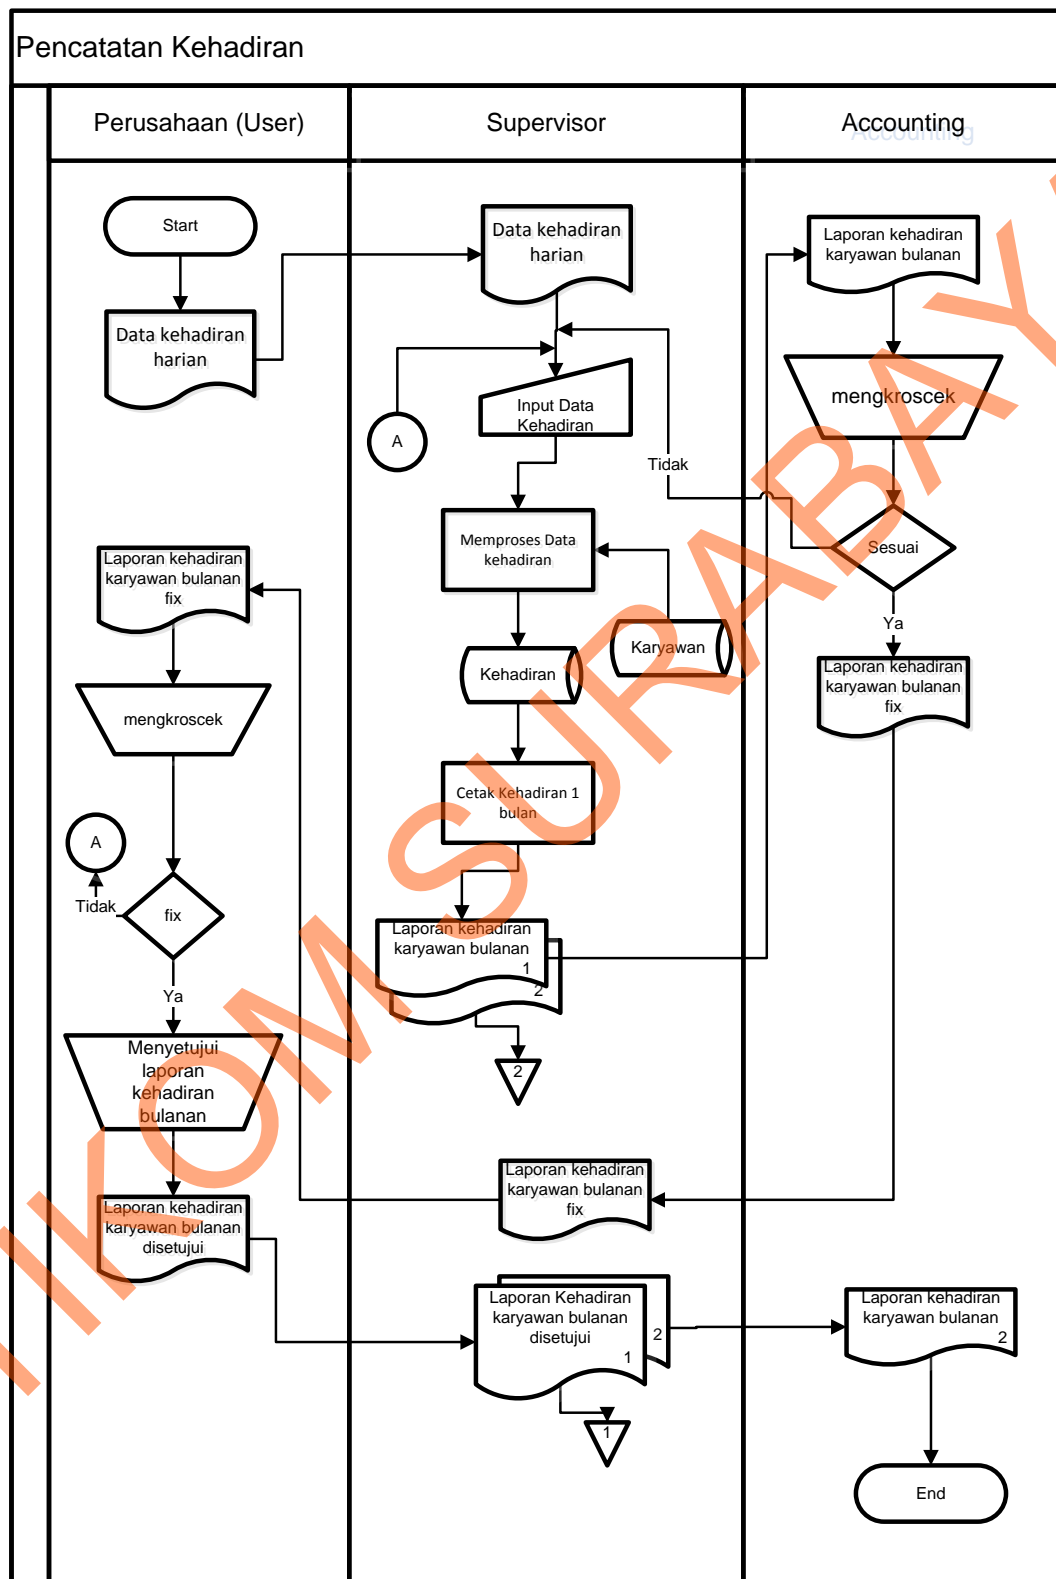 Pencatatan Kehadiran
Perusahaan (User)
Supervisor
Accounting
Start
Data kehadiran
harian
Laporan kehadiran
karyawan bulanan
fix
mengkroscek
A
Tidak
fix
Ya
Menyetujui
laporan
kehadiran
bulanan
Laporan kehadiran
karyawan bulanan
disetujui
Data kehadiran
harian
A
Input Data
Kehadiran
Tidak
Memproses Data
kehadiran
Karyawan
Kehadiran
Cetak Kehadiran 1
bulan
Laporan kehadiran
karyawan bulanan
1
2
2
Laporan kehadiran
karyawan bulanan
fix
Laporan Kehadiran
karyawan bulanan
disetujui
2
1
1
Laporan kehadiran
karyawan bulanan
mengkroscek
Sesuai
Ya
Laporan kehadiran
karyawan bulanan
fix
Laporan kehadiran
karyawan bulanan
2
End
IKOM SURABAY